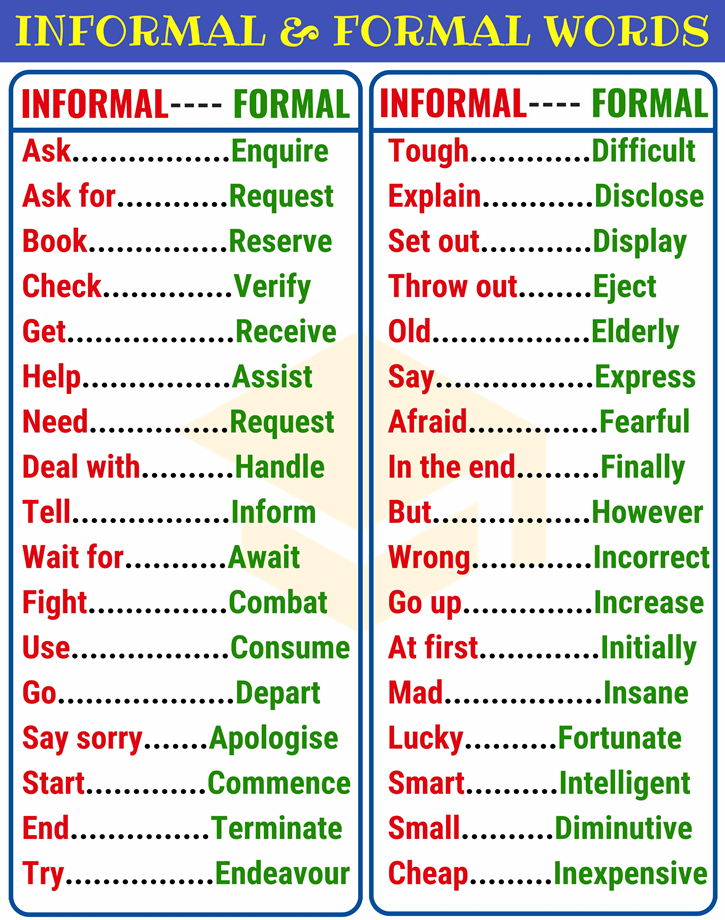 INFORMAL & FORMAL WORDS
INFORMAL---- FORMAL
Ask................Enquire
Ask for...........Request
Book..............Reserve
Check.............Verify
Get.................Receive
Help...............Assist
Need..............Request
Deal with.........Handle
Tell................Inform
Wait for..........Await
Fight..............Combat
Use................Consume
Go..................Depart
Say sorry.......Apologise
Start............Commence
End..............Terminate
Try...............Endeavour
INFORMAL---- FORMAL
Tough............Difficult
Explain...........Disclose
Set out...........Display
Throw out........Eject
Old................Elderly
Say................Express
Afraid.............Fearful
In the end........Finally
But................However
Wrong............Incorrect
Go up.............Increase
At first............Initially
Mad................Insane
Lucky.........Fortunate
Smart.........Intelligent
Small.........Diminutive
Cheap.........Inexpensive